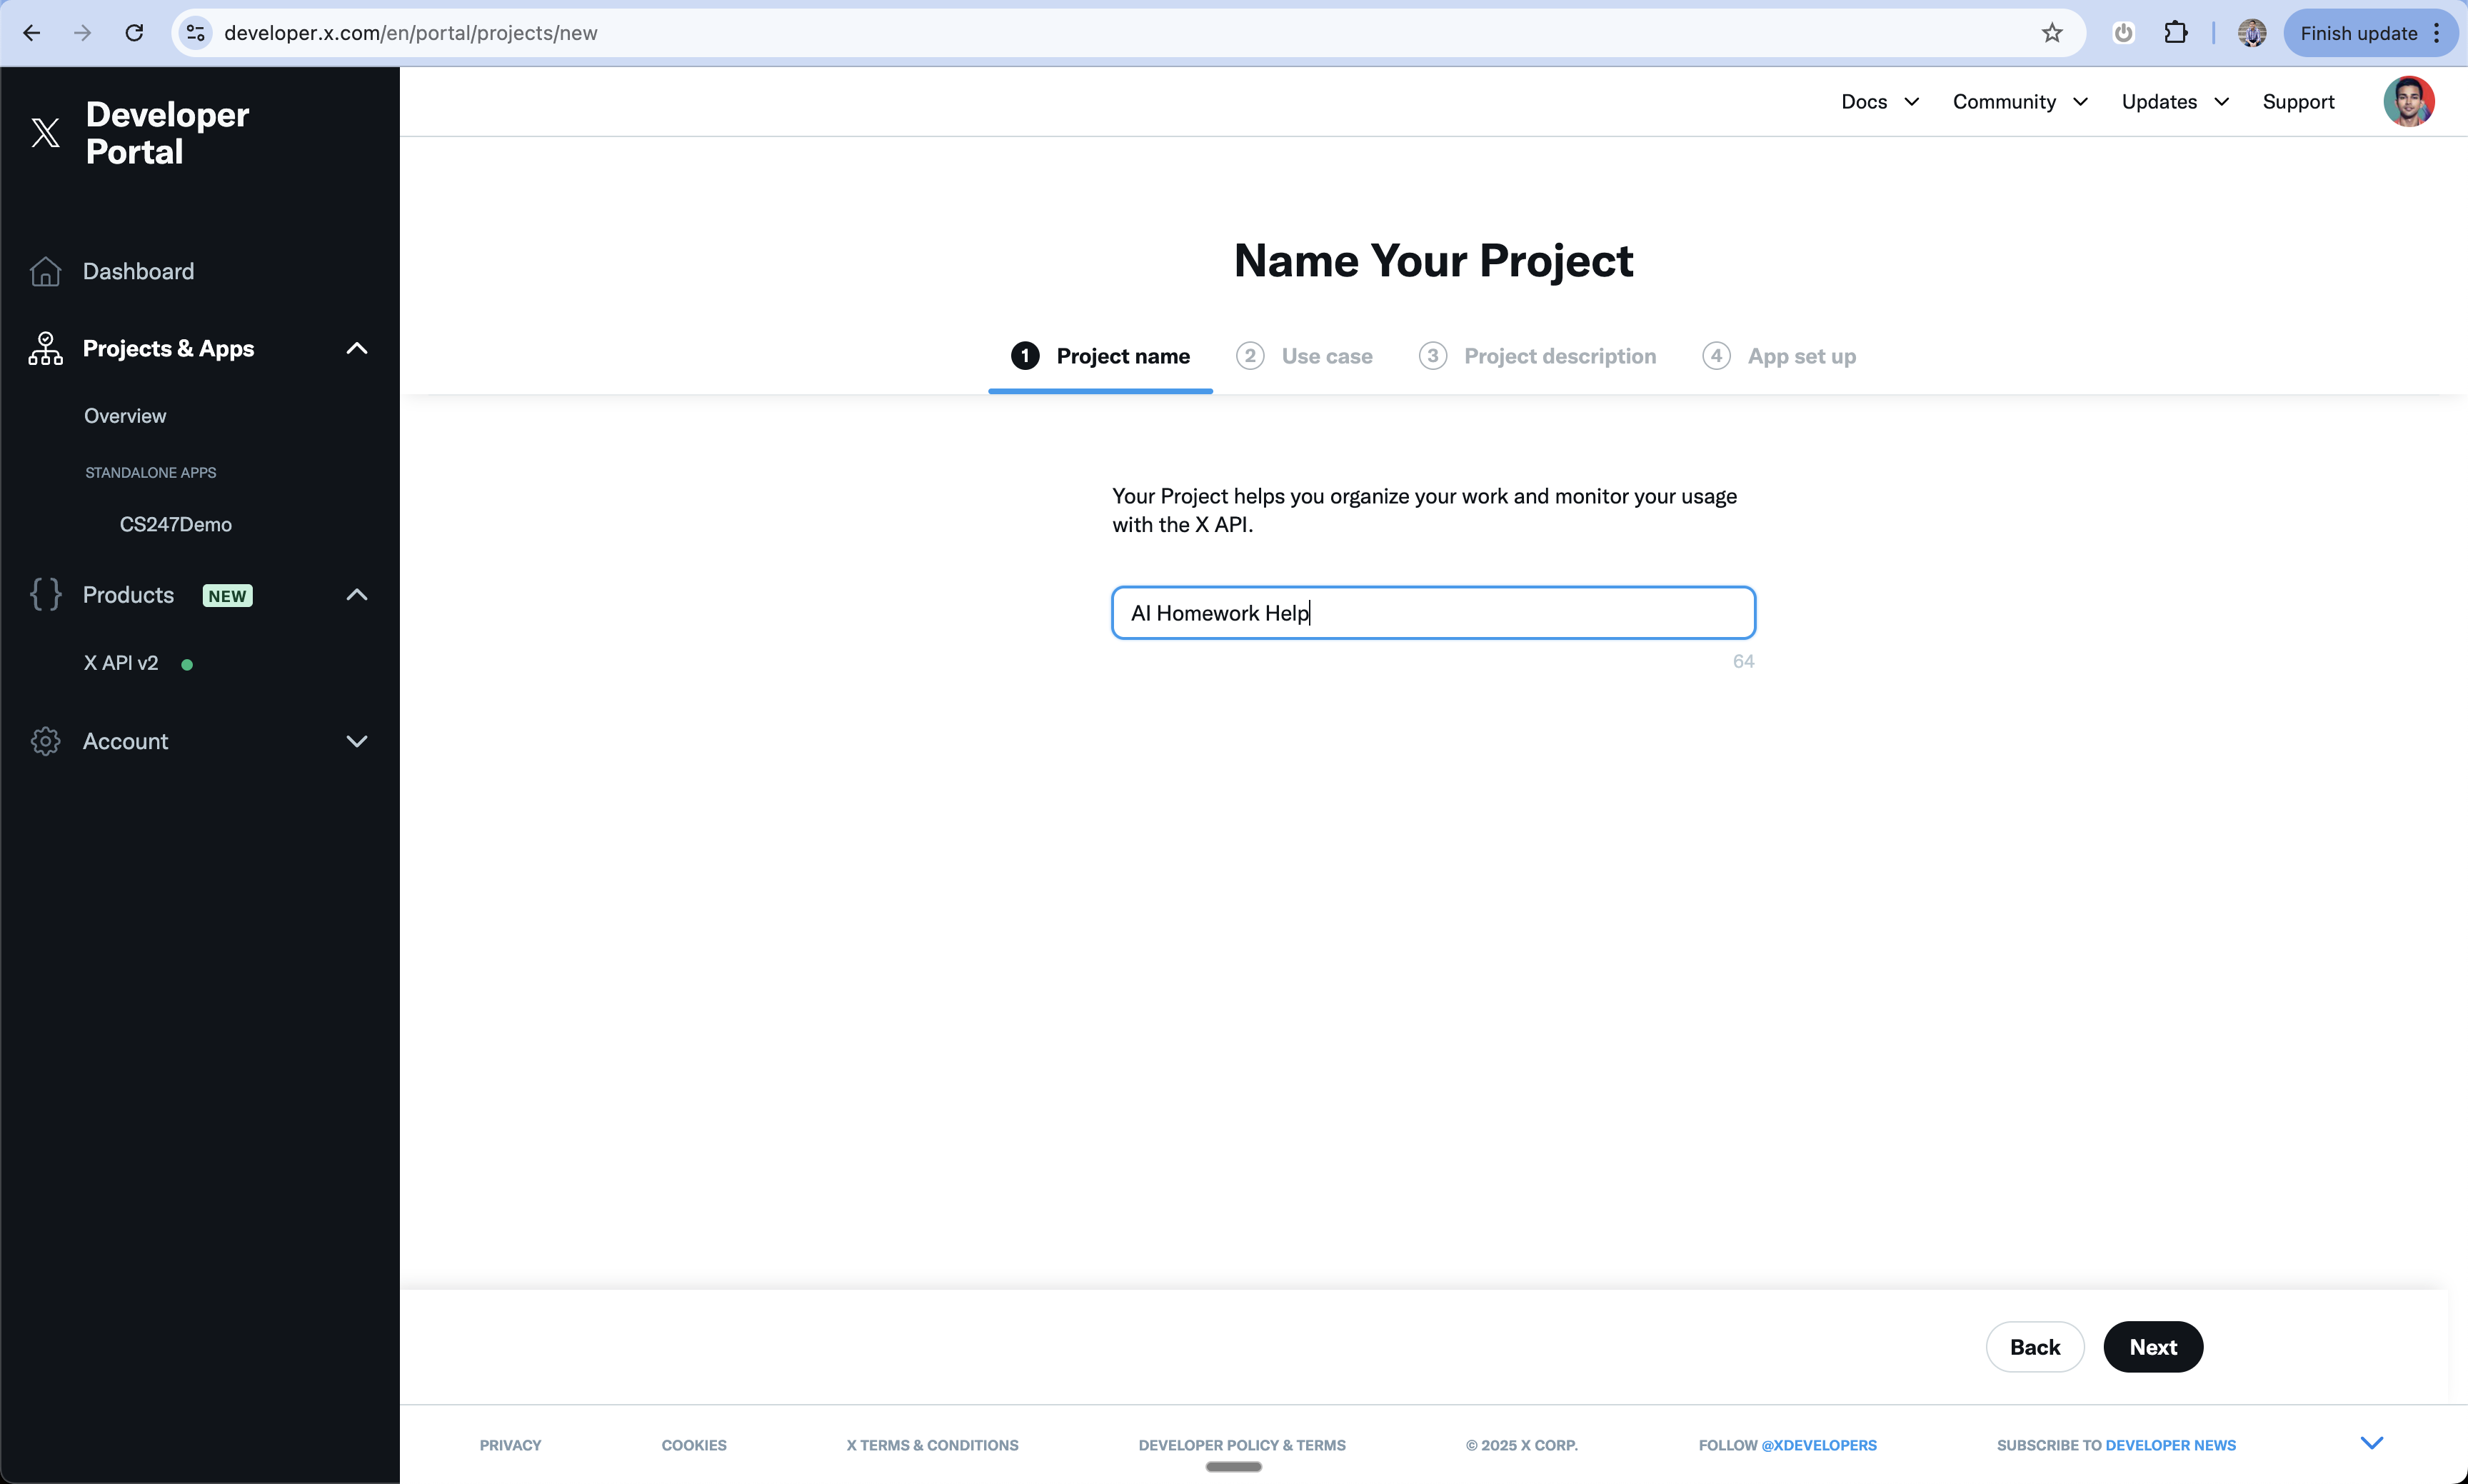 developer.x.com/en/portal/projects/new
Finish update
Developer
Portal
Docs
Community
Updates
Support
Dashboard
Projects & Apps
Overview
STANDALONE APPS
CS247Demo
Products NEW
X API v2
Account
Name Your Project
1 Project name
2 Use case
3 Project description
4 App set up
Your Project helps you organize your work and monitor your usage
with the X API.
AI Homework Help
64
Back
Next
PRIVACY
COOKIES
X TERMS & CONDITIONS
DEVELOPER POLICY & TERMS
© 2025 X CORP.
FOLLOW @XDEVELOPERS
SUBSCRIBE TO DEVELOPER NEWS